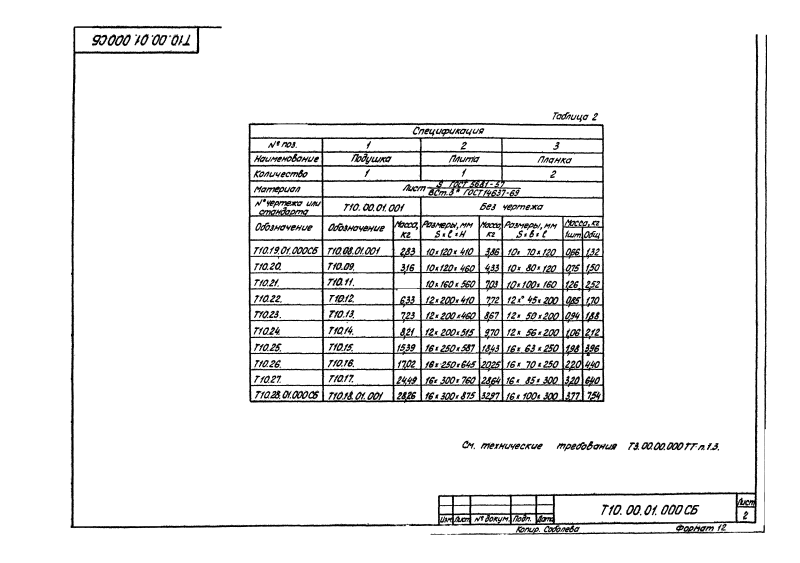 Т10.00.01.000СБ
Таблица 2
Спецификация
№ поз. 1 2 3
Наименование Подушка Плита Планка
Количество 1 1 2
Материал Лист S ГОСТ 5681-57
ВСт.3 ГОСТ 14637-69
№ чертежа или стандарта Т10.00.01.001 Без чертежа
Обозначение Обозначение Масса, кг Размеры, мм S×ℓ×H Масса, кг Размеры, мм S×b×ℓ Масса, кг 1шт. Общ.
Т10.19.01.000СБ Т10.08.01.001 2,83 10×120×410 3,86 10×70×120 0,66 1,32
Т10.20. Т10.09. 3,16 10×120×460 4,33 10×80×120 0,75 1,50
Т10.21. Т10.11. 10×160×560 7,03 10×100×160 1,26 2,52
Т10.22. Т10.12. 6,33 12×200×410 7,72 12×45×200 0,85 1,70
Т10.23. Т10.13. 7,23 12×200×460 8,67 12×50×200 0,94 1,88
Т10.24. Т10.14. 8,21 12×200×515 9,70 12×56×200 1,06 2,12
Т10.25. Т10.15. 15,39 16×250×587 18,43 16×63×250 1,98 3,96
Т10.26. Т10.16. 17,02 16×250×645 20,25 16×70×250 2,20 4,40
Т10.27. Т10.17. 24,49 16×300×760 28,64 16×85×300 3,20 6,40
Т10.28.01.000СБ Т10.18.01.001 28,26 16×300×875 32,97 16×100×300 3,77 7,54
См. технические требования Т3.00.00.000ТТ п.1.3.
Изм. Лист № докум. Подп. Дата
Т10.00.01.000СБ
Лист
2
Копир. Соболева Формат 12